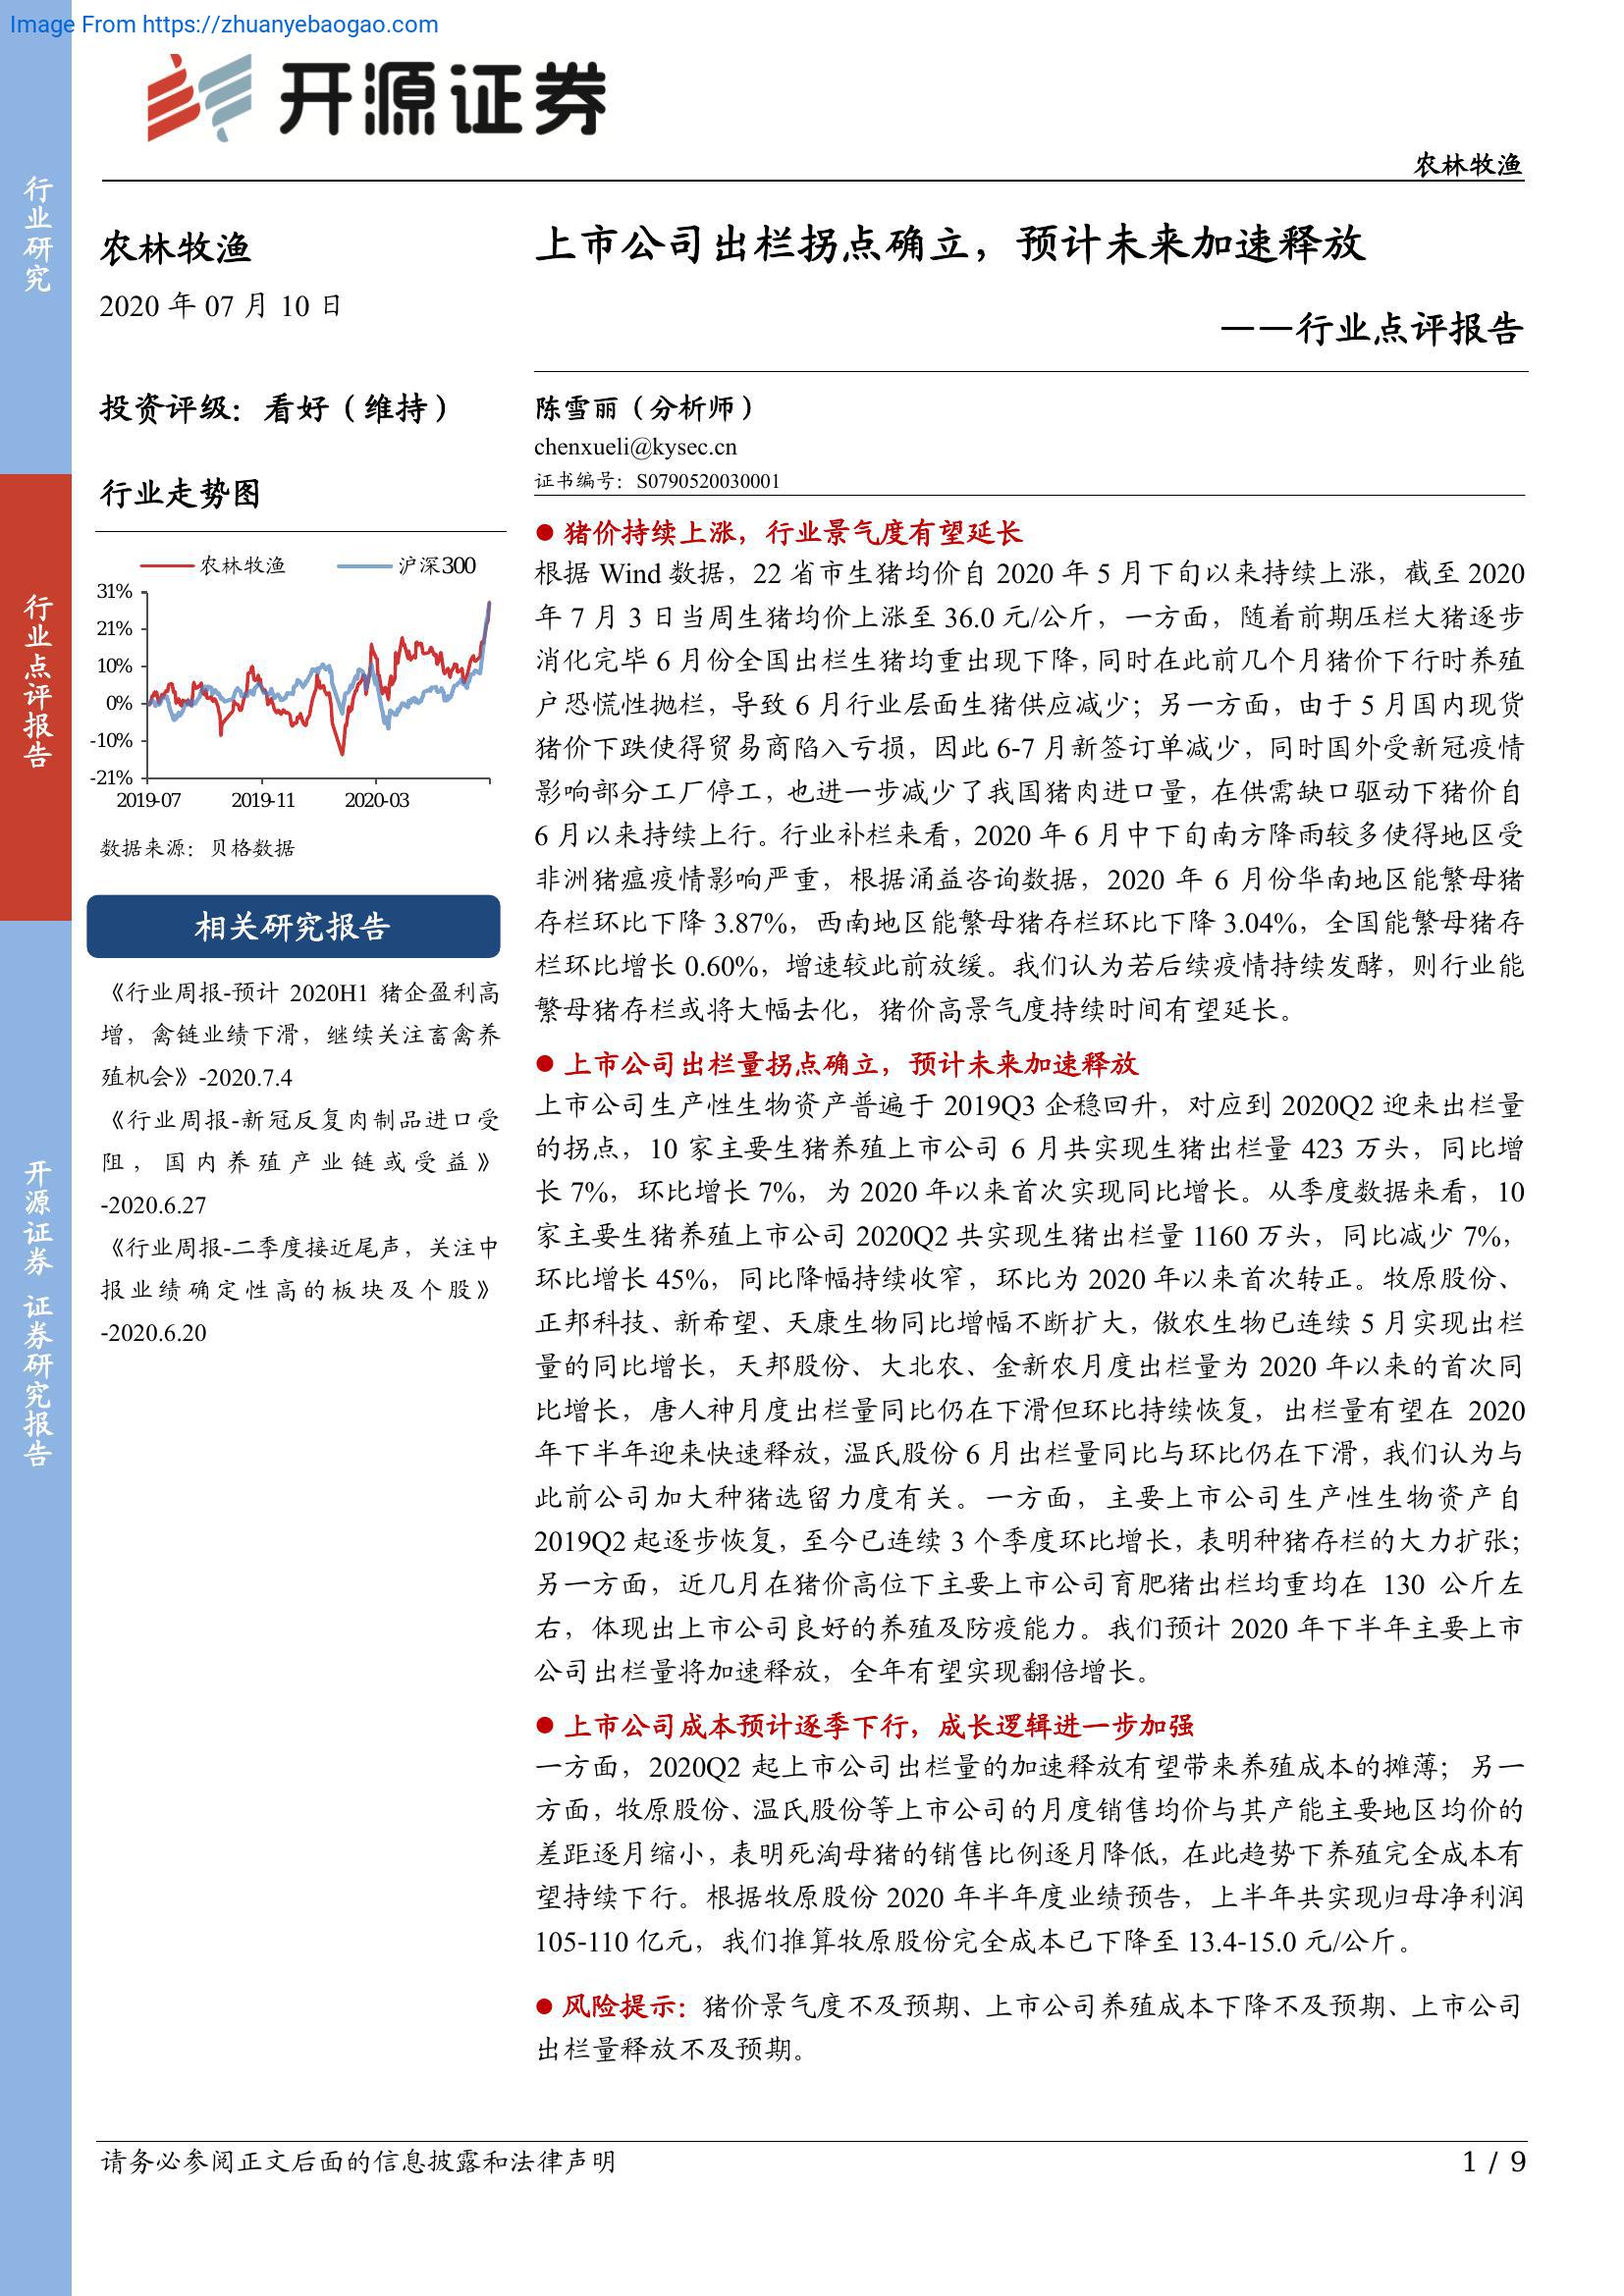 Image From https://zhuanyebaogao.com
开源证券
农林牧渔
行业研究
行业点评报告
开源证券 证券研究报告
农林牧渔
2020 年 07 月 10 日
投资评级：看好（维持）
行业走势图
农林牧渔 沪深300
31%
21%
10%
0%
-10%
-21%
2019-07 2019-11 2020-03
数据来源：贝格数据
相关研究报告
《行业周报-预计 2020H1 猪企盈利高
增，禽链业绩下滑，继续关注畜禽养
殖机会》-2020.7.4
《行业周报-新冠反复肉制品进口受
阻，国内养殖产业链或受益》
-2020.6.27
《行业周报-二季度接近尾声，关注中
报业绩确定性高的板块及个股》
-2020.6.20
上市公司出栏拐点确立，预计未来加速释放
——行业点评报告
陈雪丽（分析师）
chenxueli@kysec.cn
证书编号：S0790520030001
● 猪价持续上涨，行业景气度有望延长
根据 Wind 数据，22 省市生猪均价自 2020 年 5 月下旬以来持续上涨，截至 2020
年 7 月 3 日当周生猪均价上涨至 36.0 元/公斤，一方面，随着前期压栏大猪逐步
消化完毕 6 月份全国出栏生猪均重出现下降，同时在此前几个月猪价下行时养殖
户恐慌性抛栏，导致 6 月行业层面生猪供应减少；另一方面，由于 5 月国内现货
猪价下跌使得贸易商陷入亏损，因此 6-7 月新签订单减少，同时国外受新冠疫情
影响部分工厂停工，也进一步减少了我国猪肉进口量，在供需缺口驱动下猪价自
6 月以来持续上行。行业补栏来看，2020 年 6 月中下旬南方降雨较多使得地区受
非洲猪瘟疫情影响严重，根据涌益咨询数据，2020 年 6 月份华南地区能繁母猪
存栏环比下降 3.87%，西南地区能繁母猪存栏环比下降 3.04%，全国能繁母猪存
栏环比增长 0.60%，增速较此前放缓。我们认为若后续疫情持续发酵，则行业能
繁母猪存栏或将大幅去化，猪价高景气度持续时间有望延长。
● 上市公司出栏量拐点确立，预计未来加速释放
上市公司生产性生物资产普遍于 2019Q3 企稳回升，对应到 2020Q2 迎来出栏量
的拐点，10 家主要生猪养殖上市公司 6 月共实现生猪出栏量 423 万头，同比增
长 7%，环比增长 7%，为 2020 年以来首次实现同比增长。从季度数据来看，10
家主要生猪养殖上市公司 2020Q2 共实现生猪出栏量 1160 万头，同比减少 7%，
环比增长 45%，同比降幅持续收窄，环比为 2020 年以来首次转正。牧原股份、
正邦科技、新希望、天康生物同比增幅不断扩大，傲农生物已连续 5 月实现出栏
量的同比增长，天邦股份、大北农、金新农月度出栏量为 2020 年以来的首次同
比增长，唐人神月度出栏量同比仍在下滑但环比持续恢复，出栏量有望在 2020
年下半年迎来快速释放，温氏股份 6 月出栏量同比与环比仍在下滑，我们认为与
此前公司加大种猪选留力度有关。一方面，主要上市公司生产性生物资产自
2019Q2 起逐步恢复，至今已连续 3 个季度环比增长，表明种猪存栏的大力扩张；
另一方面，近几月在猪价高位下主要上市公司育肥猪出栏均重均在 130 公斤左
右，体现出上市公司良好的养殖及防疫能力。我们预计 2020 年下半年主要上市
公司出栏量将加速释放，全年有望实现翻倍增长。
● 上市公司成本预计逐季下行，成长逻辑进一步加强
一方面，2020Q2 起上市公司出栏量的加速释放有望带来养殖成本的摊薄；另一
方面，牧原股份、温氏股份等上市公司的月度销售均价与其产能主要地区均价的
差距逐月缩小，表明死淘母猪的销售比例逐月降低，在此趋势下养殖完全成本有
望持续下行。根据牧原股份 2020 年半年度业绩预告，上半年共实现归母净利润
105-110 亿元，我们推算牧原股份完全成本已下降至 13.4-15.0 元/公斤。
● 风险提示：猪价景气度不及预期、上市公司养殖成本下降不及预期、上市公司
出栏量释放不及预期。
请务必参阅正文后面的信息披露和法律声明
1 / 9